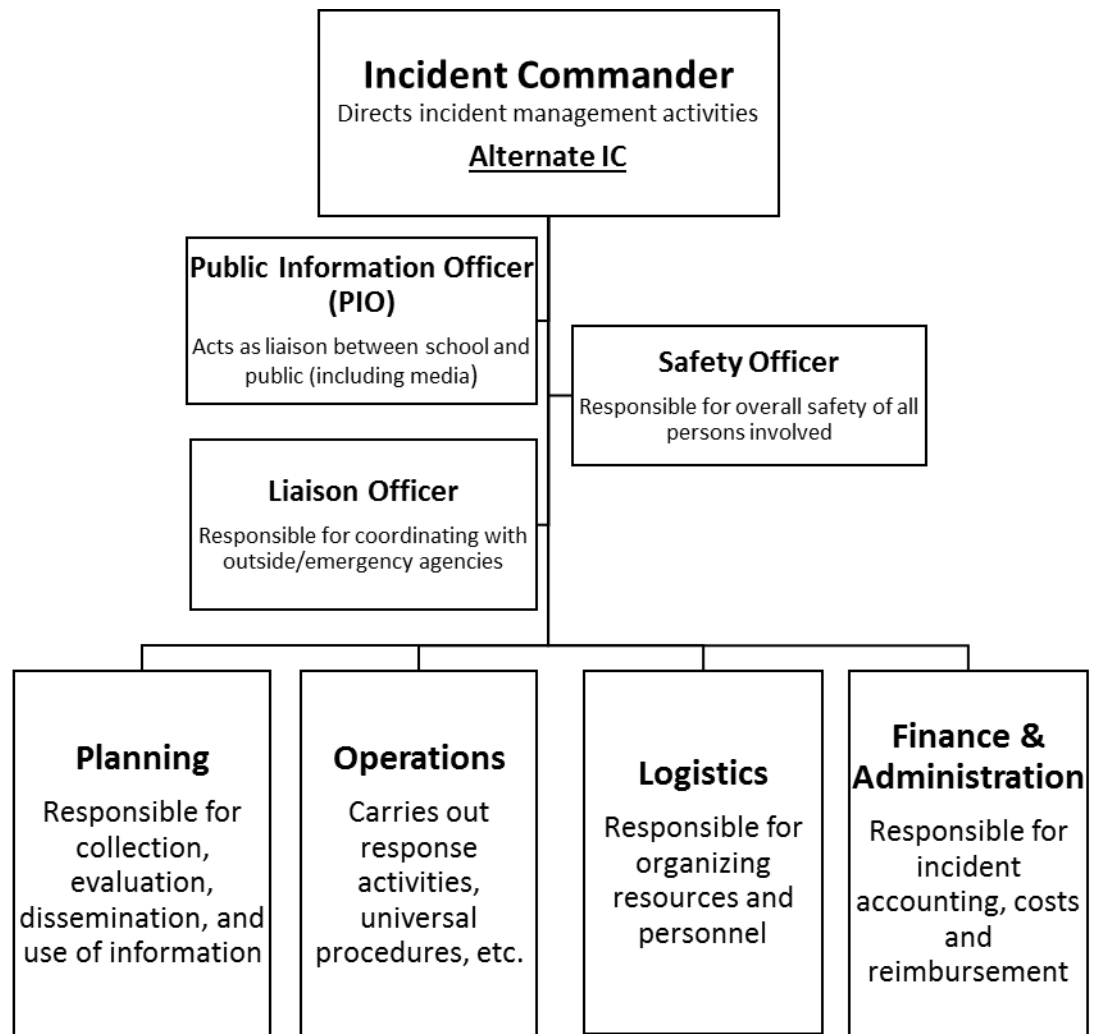 Incident Commander
Directs incident management activities
Alternate IC
Public Information Officer
(PIO)
Acts as liaison between school and
public (including media)
Safety Officer
Responsible for overall safety of all
persons involved
Liaison Officer
Responsible for coordinating with
outside/emergency agencies
Planning
Responsible for
collection,
evaluation,
dissemination, and
use of information
Operations
Carries out
response
activities,
universal
procedures, etc.
Logistics
Responsible for
organizing
resources and
personnel
Finance &
Administration
Responsible for
incident
accounting, costs
and
reimbursement